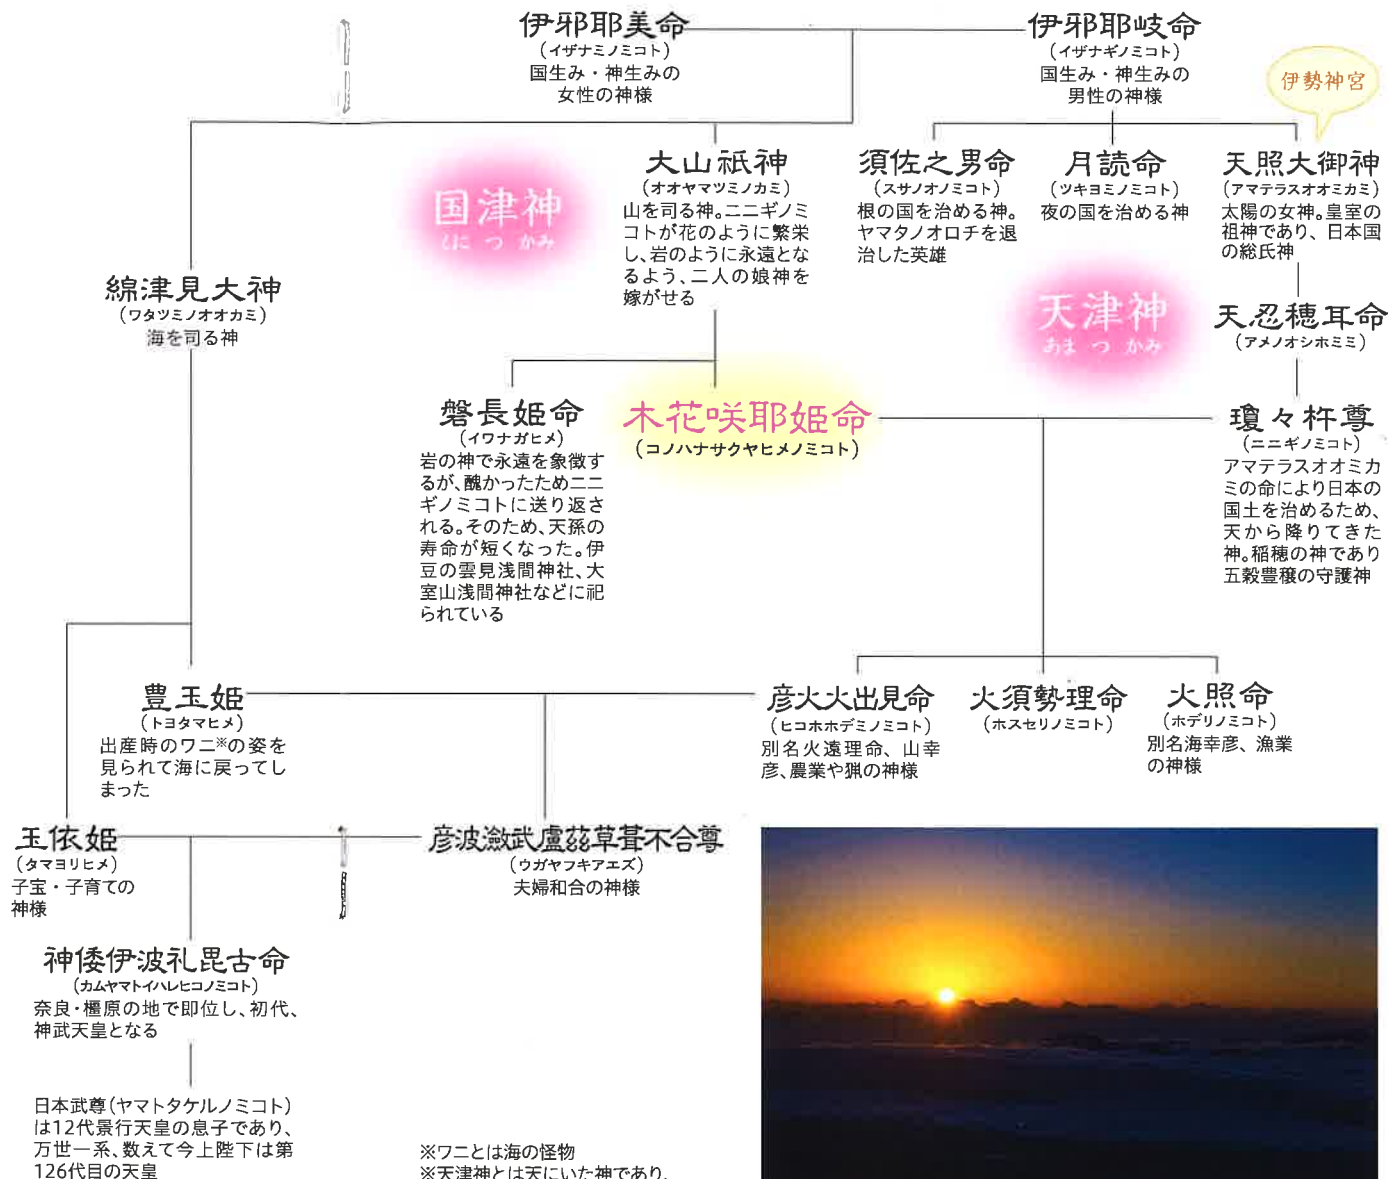 伊邪耶美命
(イザナミノミコト)
国生み・神生みの
女性の神様
伊邪耶岐命
(イザナギノミコト)
国生み・神生みの
男性の神様
伊勢神宮
国津神
くに つ かみ
大山祇神
(オオヤマツミノカミ)
山を司る神。ニニギノミ
コトが花のように繁栄
し、岩のように永遠とな
るよう、二人の娘神を
嫁がせる
須佐之男命
(スサノオノミコト)
根の国を治める神。
ヤマタノオロチを退
治した英雄
月読命
(ツキヨミノミコト)
夜の国を治める神
天照大御神
(アマテラスオオミカミ)
太陽の女神。皇室の
祖神であり、日本国
の総氏神
綿津見大神
(ワタツミノオオカミ)
海を司る神
天津神
あま つ かみ
天忍穂耳命
(アメノオシホミミ)
磐長姫命
(イワナガヒメ)
岩の神で永遠を象徴す
るが、醜かったためニニ
ギノミコトに送り返さ
れる。そのため、天孫の
寿命が短くなった。伊
豆の雲見浅間神社、大
室山浅間神社などに祀
られている
木花咲耶姫命
(コノハナサクヤヒメノミコト)
瓊々杵尊
(ニニギノミコト)
アマテラスオオミカ
ミの命により日本の
国土を治めるため、
天から降りてきた
神。稲穂の神であり
五穀豊穣の守護神
豊玉姫
(トヨタマヒメ)
出産時のワニ※の姿を
見られて海に戻ってし
まった
彦火火出見命
(ヒコホホデミノミコト)
別名火遠理命、山幸
彦、農業や猟の神様
火須勢理命
(ホスセリノミコト)
火照命
(ホデリノミコト)
別名海幸彦、漁業
の神様
玉依姫
(タマヨリヒメ)
子宝・子育ての
神様
彦波瀲武盧茲草葺不合尊
(ウガヤフキアエズ)
夫婦和合の神様
神倭伊波礼毘古命
(カムヤマトイハレヒコノミコト)
奈良・橿原の地で即位し、初代、
神武天皇となる
日本武尊(ヤマトタケルノミコト)
は12代景行天皇の息子であり、
万世一系、数えて今上陛下は第
126代目の天皇
※ワニとは海の怪物
※天津神とは天にいた神であり、